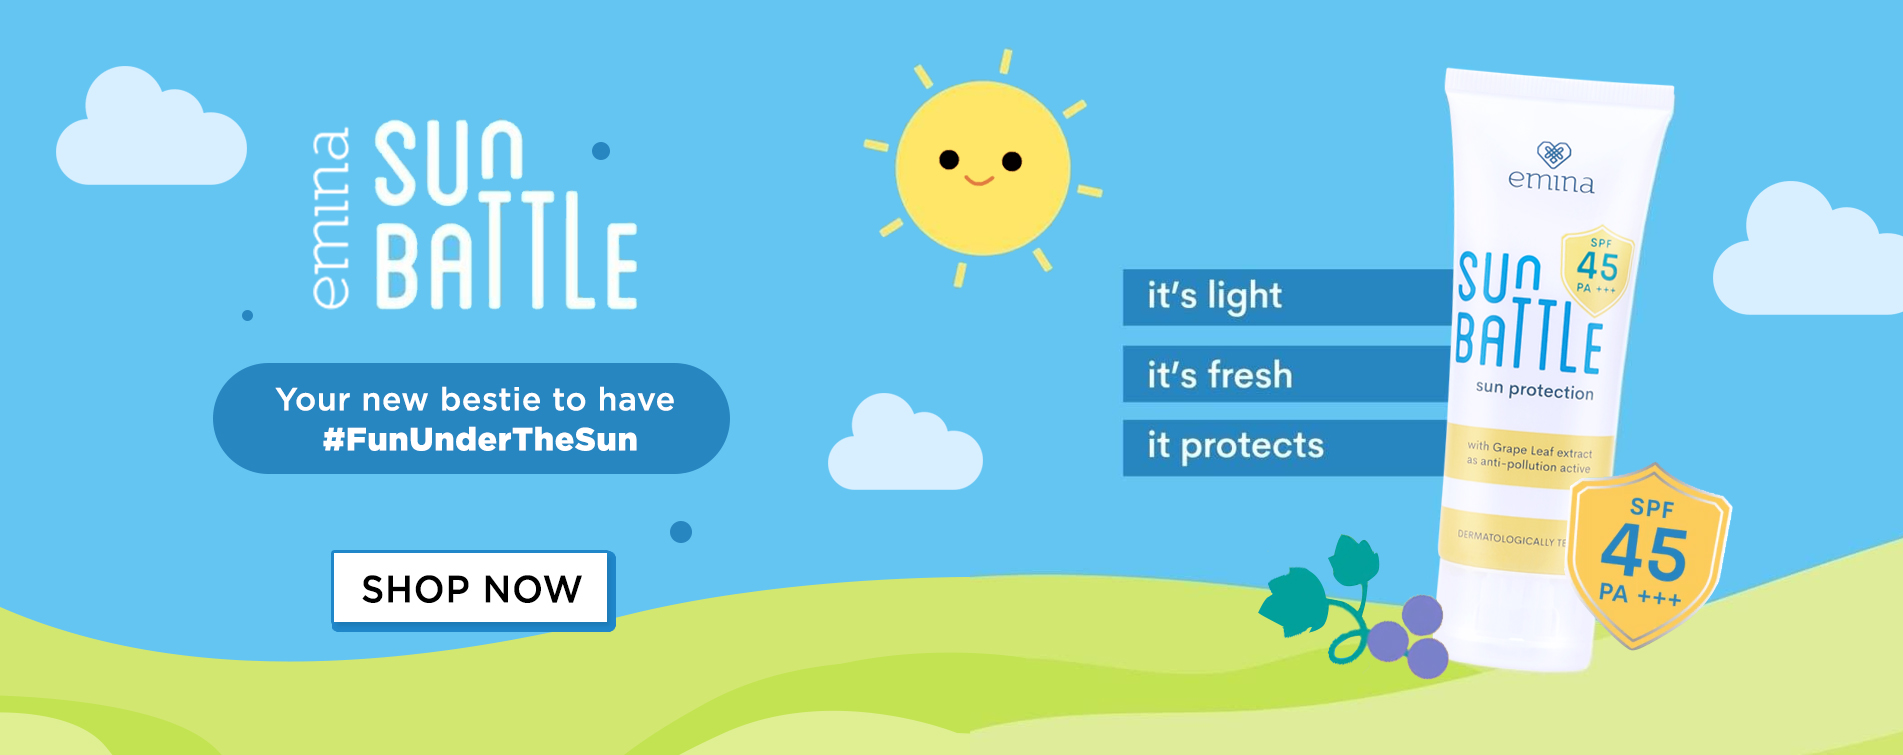 emina
SUN
BATTLE
Your new bestie to have
#FunUnderTheSun
SHOP NOW
it's light
it's fresh
it protects
emina
SPF
45
PA +++
SUN
BATTLE
sun protection
with Grape Leaf extract
as anti-pollution active
DERMATOLOGICALLY TE
SPF
45
PA +++